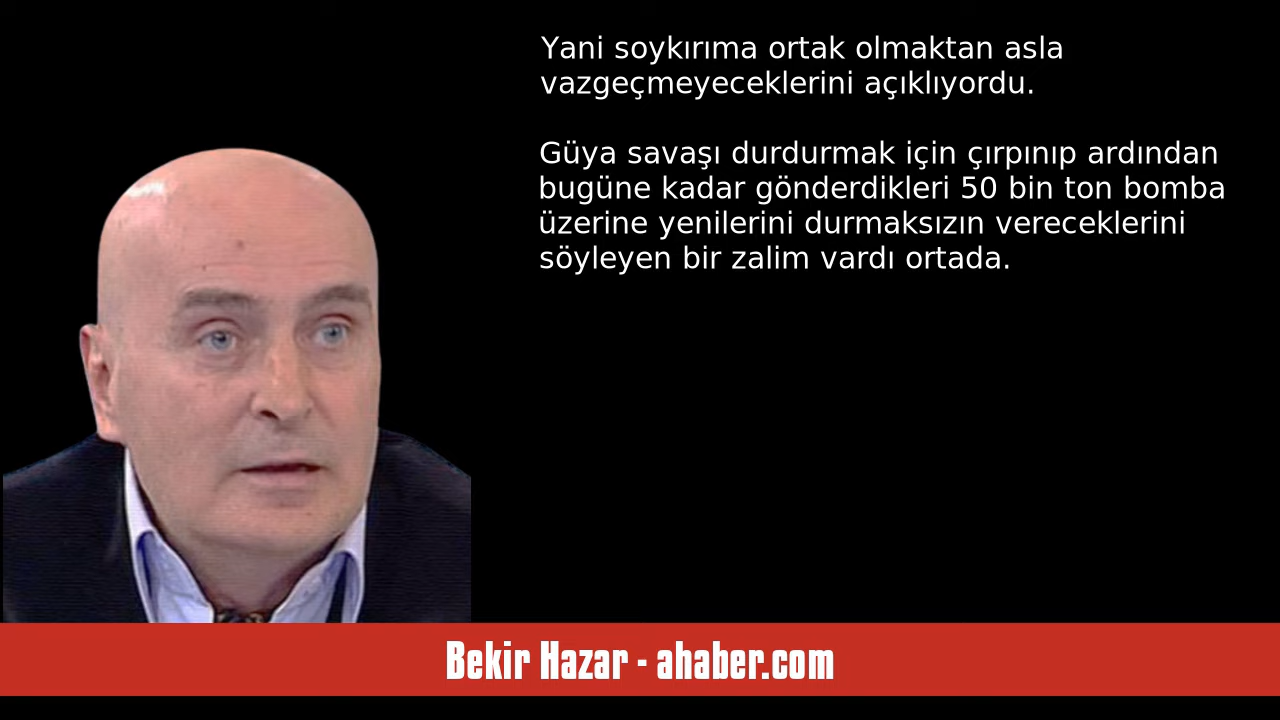 Yani soykırıma ortak olmaktan asla
vazgeçmeyeceklerini açıklıyordu.
Güya savaşı durdurmak için çırpınıp ardından
bugüne kadar gönderdikleri 50 bin ton bomba
üzerine yenilerini durmaksızın vereceklerini
söyleyen bir zalim vardı ortada.
Bekir Hazar - ahaber.com